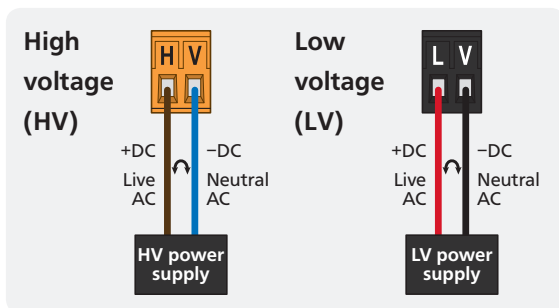 High
voltage
(HV)
H V
+DC
−DC
Live
AC
Neutral
AC
HV power
supply
Low
voltage
(LV)
L V
+DC
−DC
Live
AC
Neutral
AC
LV power
supply